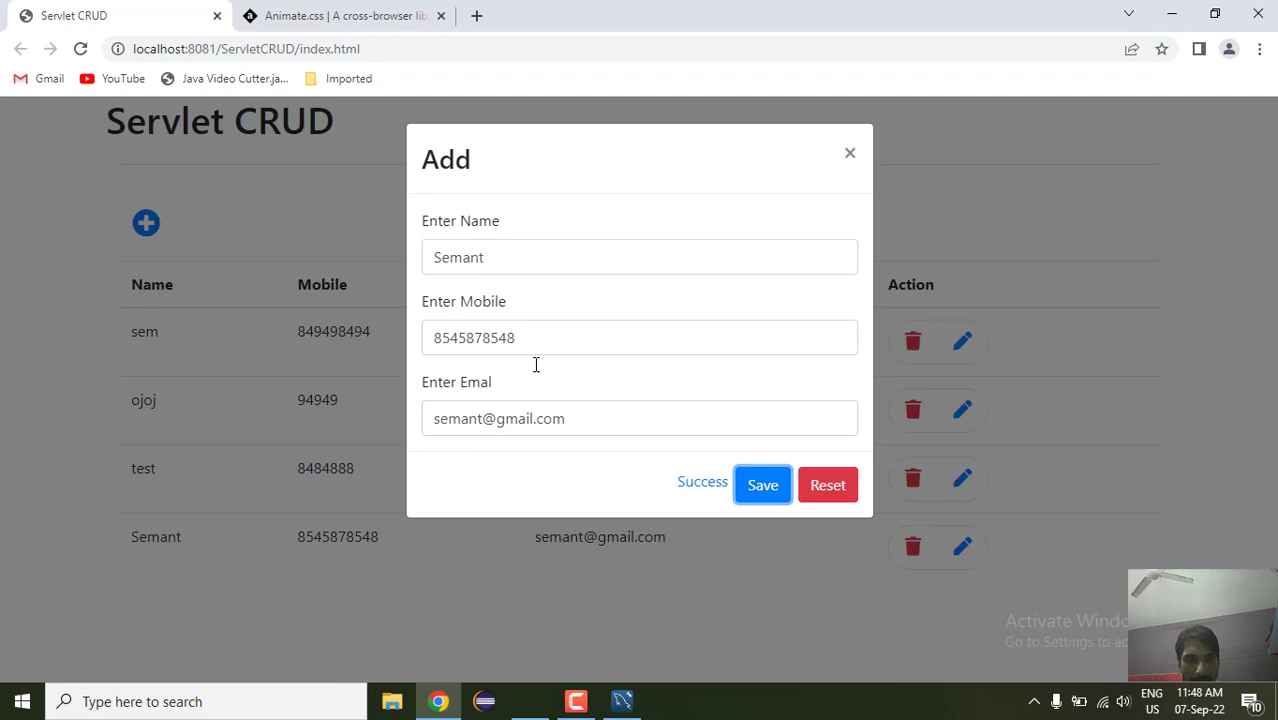 Servlet CRUD
Animate.css | A cross-browser lib
localhost:8081/ServletCRUD/index.html
Gmail YouTube Java Video Cutter.ja... Imported
Servlet CRUD
Add ×
Enter Name
Semant
Enter Mobile
8545878548
Enter Emal
semant@gmail.com
Success Save Reset
Name Mobile Action
sem 849498494
ojoj 94949
test 8484888
Semant 8545878548 semant@gmail.com
Activate Windo
Go to Settings to ac
Type here to search
ENG
US
11:48 AM
07-Sep-22
10